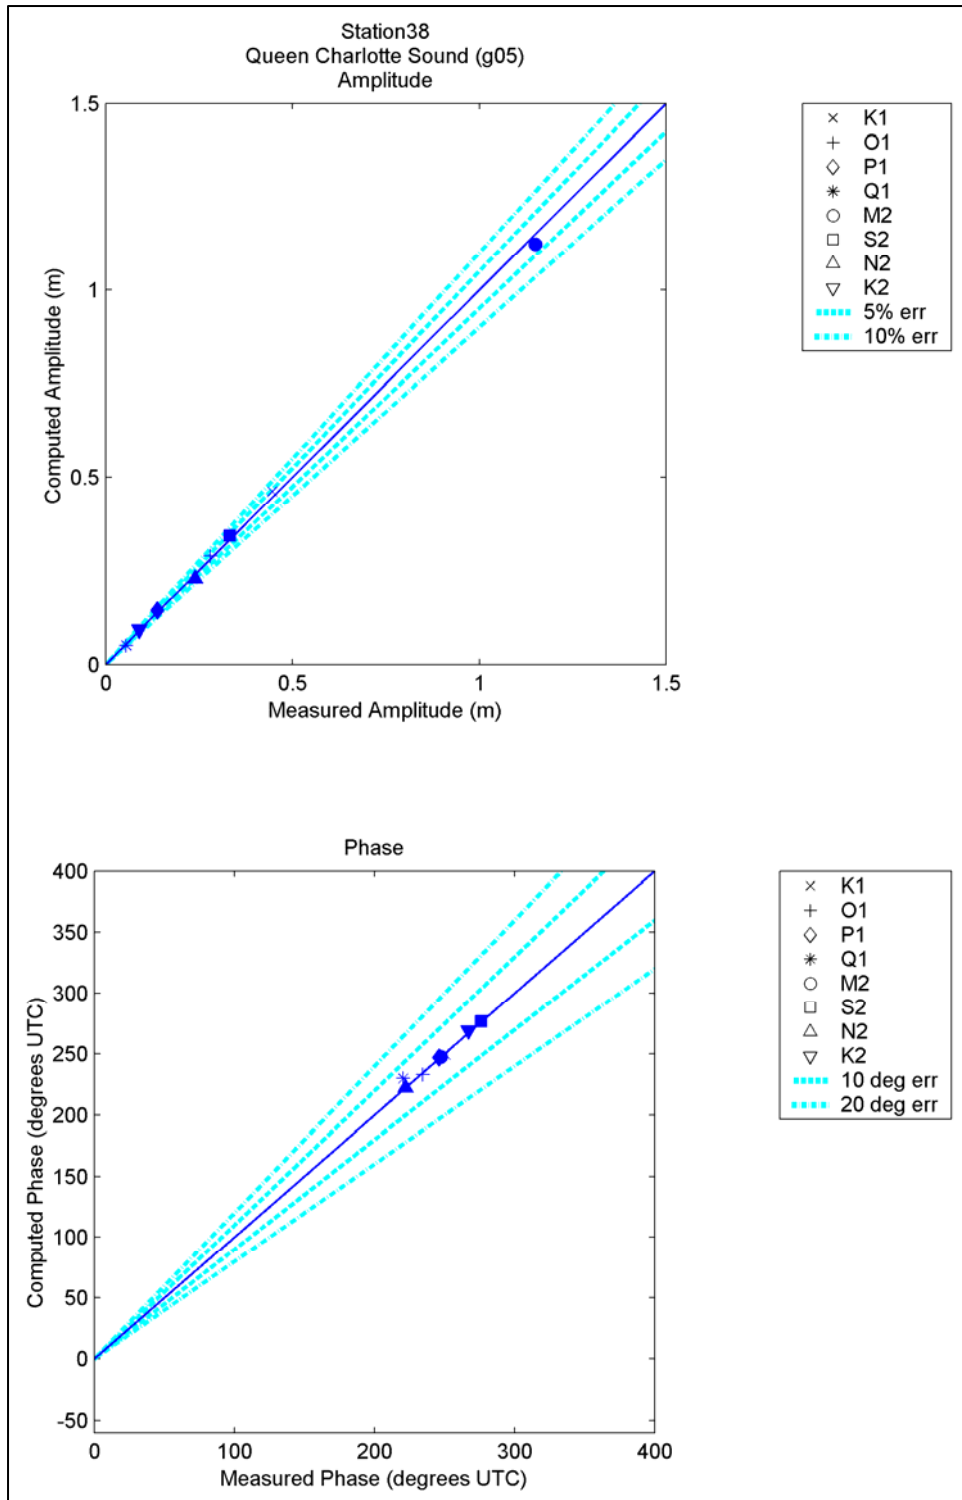 Station38
Queen Charlotte Sound (g05)
Amplitude
1.5
1
0.5
0
0
0.5
1
1.5
Computed Amplitude (m)
Measured Amplitude (m)
K1
O1
P1
Q1
M2
S2
N2
K2
5% err
10% err
Phase
400
350
300
250
200
150
100
50
0
-50
0
100
200
300
400
Computed Phase (degrees UTC)
Measured Phase (degrees UTC)
K1
O1
P1
Q1
M2
S2
N2
K2
10 deg err
20 deg err